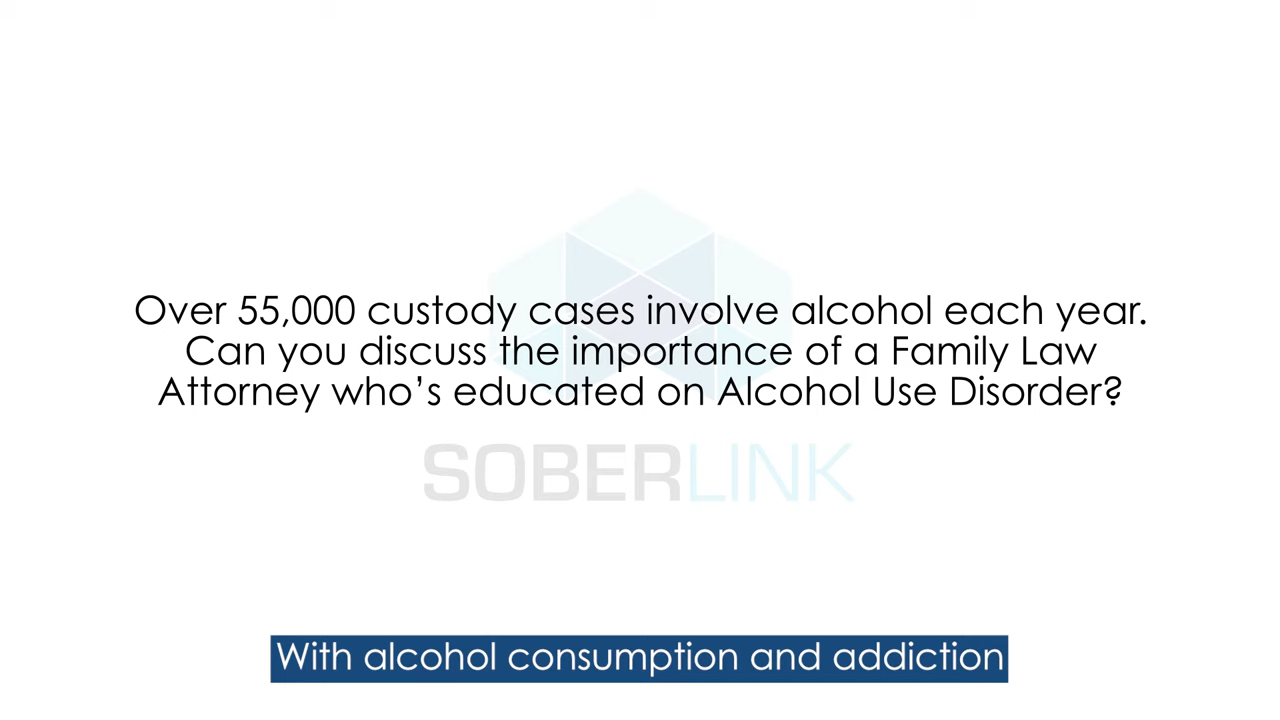 Over 55,000 custody cases involve alcohol each year.
Can you discuss the importance of a Family Law
Attorney who’s educated on Alcohol Use Disorder?
SOBERLINK
With alcohol consumption and addiction